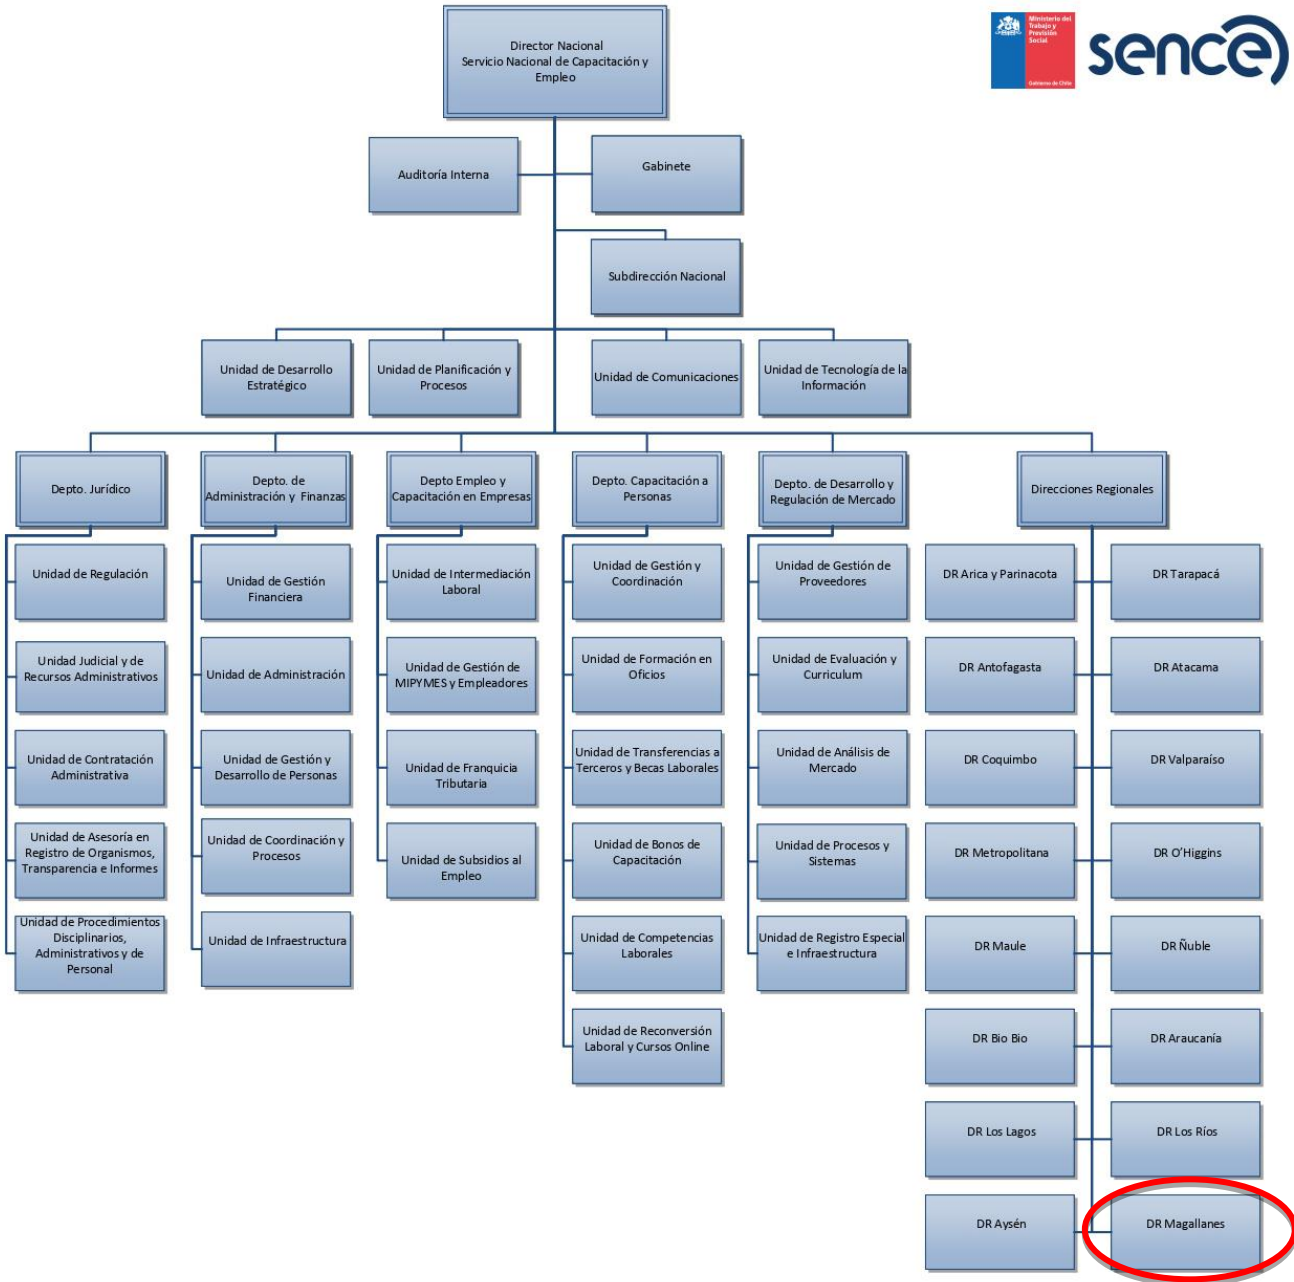 Director Nacional
Servicio Nacional de Capacitación y
Empleo
Ministerio del
Trabajo y
Previsión
Social
Gobierno de Chile
sence
Auditoría Interna
Gabinete
Subdirección Nacional
Unidad de Desarrollo
Estratégico
Unidad de Planificación y
Procesos
Unidad de Comunicaciones
Unidad de Tecnología de la
Información
Depto. Jurídico
Depto. de
Administración y Finanzas
Depto Empleo y
Capacitación en Empresas
Depto. Capacitación a
Personas
Depto. de Desarrollo y
Regulación de Mercado
Direcciones Regionales
Unidad de Regulación
Unidad Judicial y de
Recursos Administrativos
Unidad de Contratación
Administrativa
Unidad de Asesoría en
Registro de Organismos,
Transparencia e Informes
Unidad de Procedimientos
Disciplinarios,
Administrativos y de
Personal
Unidad de Gestión
Financiera
Unidad de Administración
Unidad de Gestión y
Desarrollo de Personas
Unidad de Coordinación y
Procesos
Unidad de Infraestructura
Unidad de Intermediación
Laboral
Unidad de Gestión de
MIPYMES y Empleadores
Unidad de Franquicia
Tributaria
Unidad de Subsidios al
Empleo
Unidad de Gestión y
Coordinación
Unidad de Formación en
Oficios
Unidad de Transferencias a
Terceros y Becas Laborales
Unidad de Bonos de
Capacitación
Unidad de Competencias
Laborales
Unidad de Reconversión
Laboral y Cursos Online
Unidad de Gestión de
Proveedores
Unidad de Evaluación y
Curriculum
Unidad de Análisis de
Mercado
Unidad de Procesos y
Sistemas
Unidad de Registro Especial
e Infraestructura
DR Arica y Parinacota
DR Tarapacá
DR Antofagasta
DR Atacama
DR Coquimbo
DR Valparaíso
DR Metropolitana
DR O’Higgins
DR Maule
DR Ñuble
DR Bio Bio
DR Araucanía
DR Los Lagos
DR Los Ríos
DR Aysén
DR Magallanes